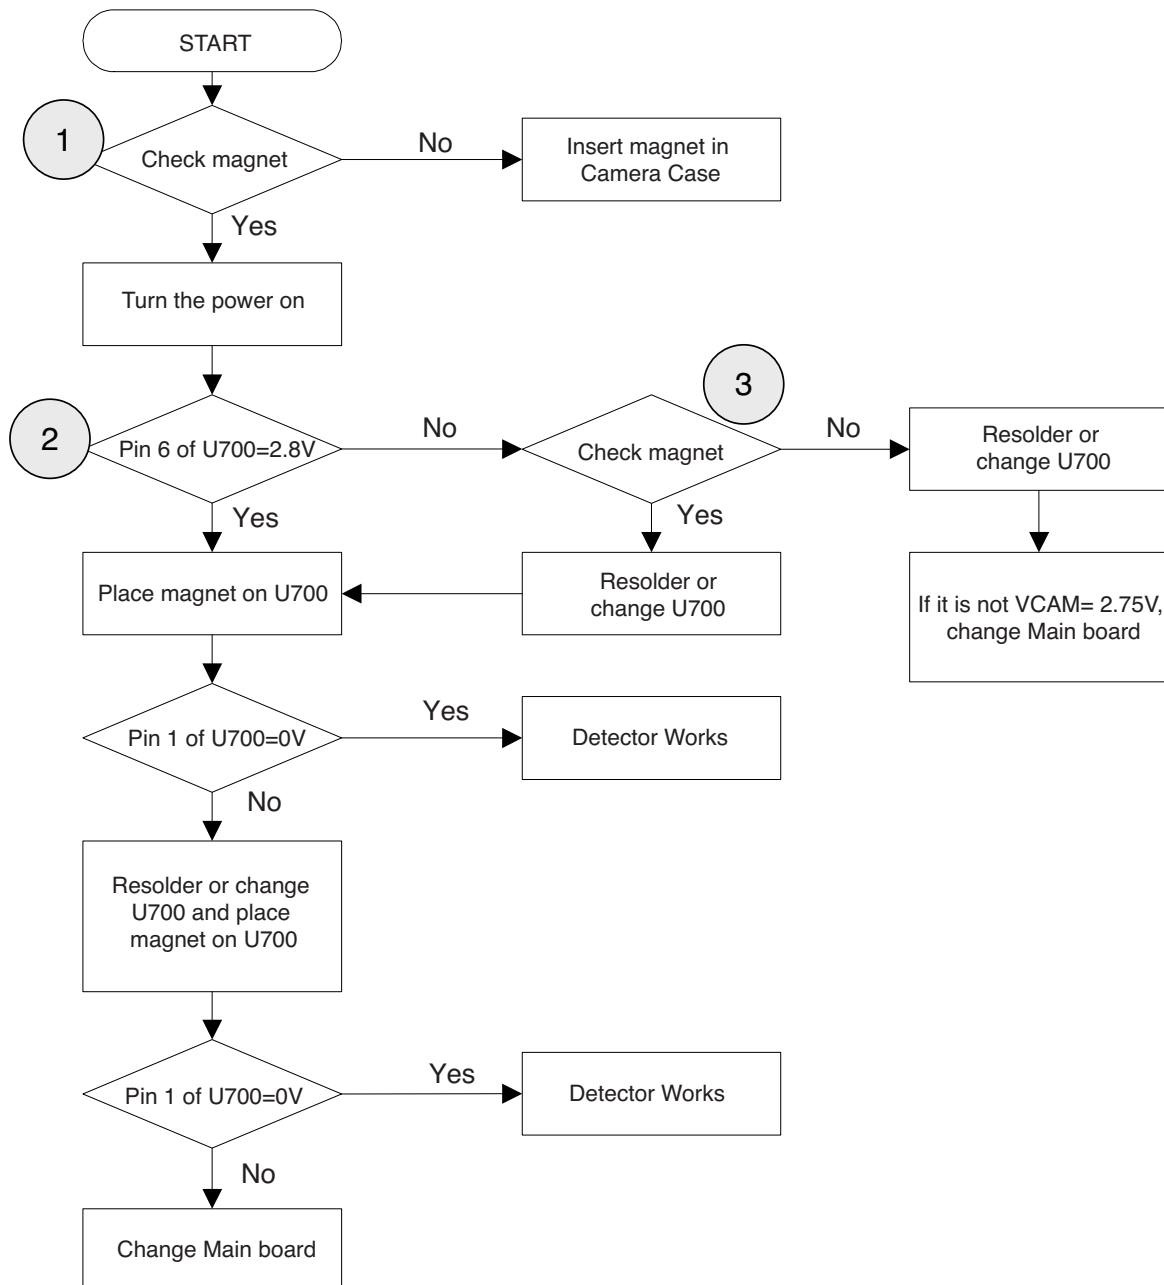 START
1
Check magnet
No
Insert magnet in
Camera Case
Yes
Turn the power on
2
Pin 6 of U700=2.8V
No
3
Check magnet
No
Resolder or
change U700
Yes
Yes
Place magnet on U700
Resolder or
change U700
If it is not VCAM= 2.75V,
change Main board
Pin 1 of U700=0V
Yes
Detector Works
No
Resolder or change
U700 and place
magnet on U700
Pin 1 of U700=0V
Yes
Detector Works
No
Change Main board